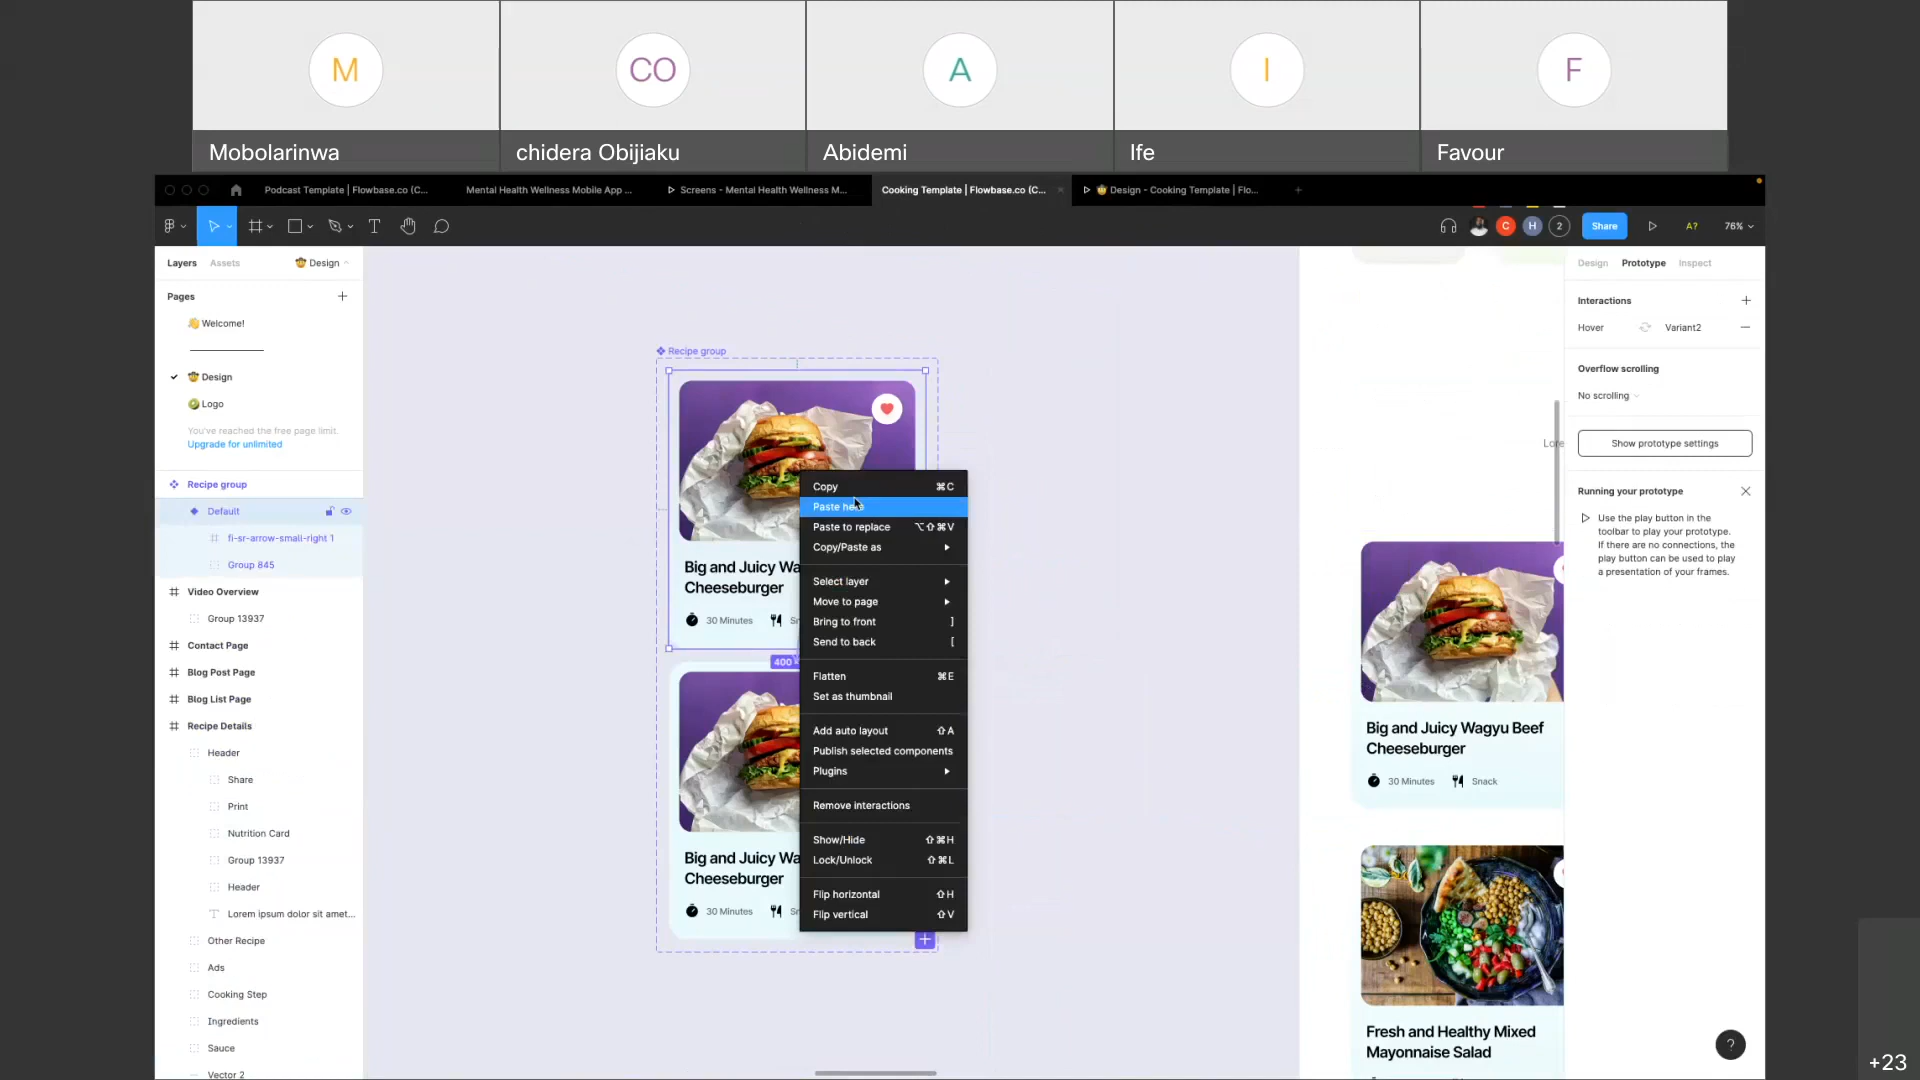 M
CO
A
I
F
Mobolarinwa
chidera Obijiaku
Abidemi
Ife
Favour
Podcast Template | Flowbase.co (C...
Mental Health Wellness Mobile App ...
Screens - Mental Health Wellness M...
Cooking Template | Flowbase.co (C...
Design - Cooking Template | Flo...
C
H
2
Share
A?
76%
Layers
Assets
Design
Pages
Welcome!
Design
Logo
You've reached the free page limit.
Upgrade for unlimited
Recipe group
Default
fi-sr-arrow-small-right 1
Group 845
Video Overview
Group 13937
Contact Page
Blog Post Page
Blog List Page
Recipe Details
Header
Share
Print
Nutrition Card
Group 13937
Header
Lorem ipsum dolor sit amet...
Other Recipe
Ads
Cooking Step
Ingredients
Sauce
Vector 2
Recipe group
Big and Juicy Wa
Cheeseburger
30 Minutes
Sn
400
Big and Juicy Wa
Cheeseburger
30 Minutes
Sn
Copy ⌘C
Paste here
Paste to replace ⌥⇧⌘V
Copy/Paste as
Select layer
Move to page
Bring to front ]
Send to back [
Flatten ⌘E
Set as thumbnail
Add auto layout ⇧A
Publish selected components
Plugins
Remove interactions
Show/Hide ⇧⌘H
Lock/Unlock ⇧⌘L
Flip horizontal ⇧H
Flip vertical ⇧V
Lore
Big and Juicy Wagyu Beef
Cheeseburger
30 Minutes
Snack
Fresh and Healthy Mixed
Mayonnaise Salad
Design
Prototype
Inspect
Interactions
Hover
Variant2
Overflow scrolling
No scrolling
Show prototype settings
Running your prototype
Use the play button in the
toolbar to play your prototype.
If there are no connections, the
play button can be used to play
a presentation of your frames.
?
+23